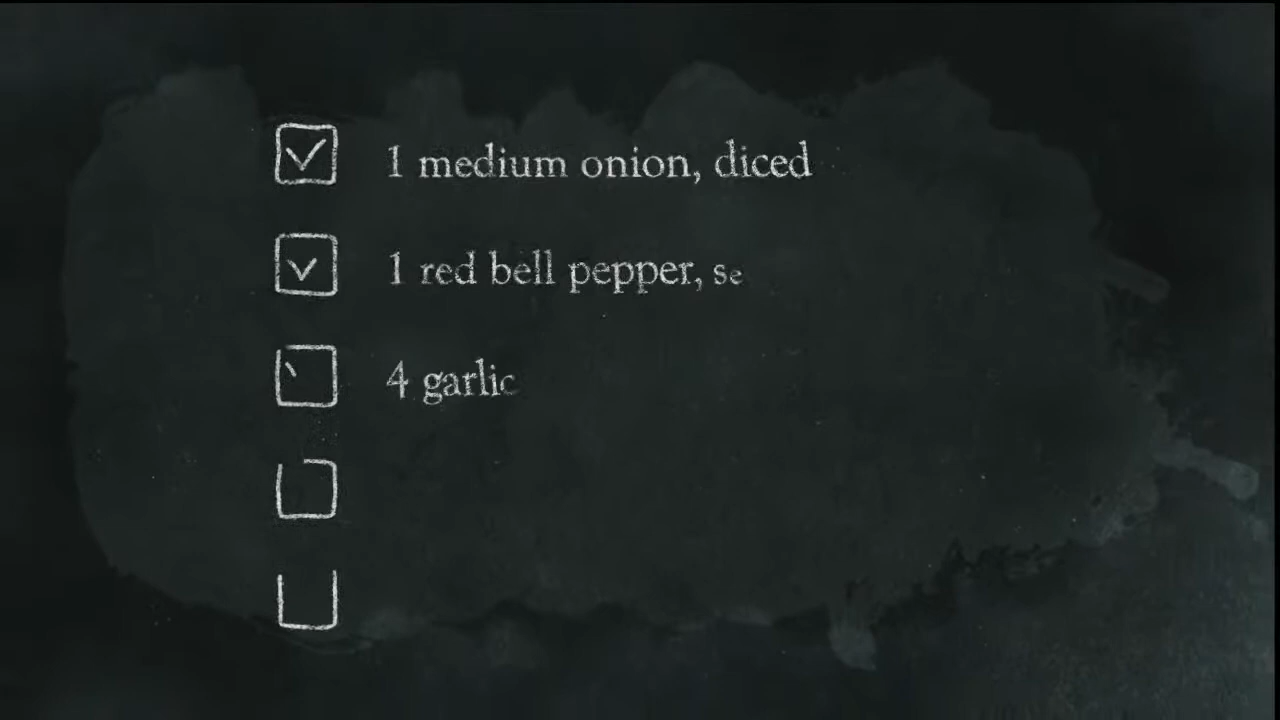 1 medium onion, diced
1 red bell pepper, se
4 garlic